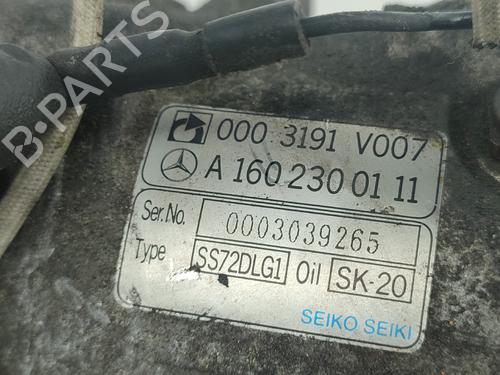 B-PARTS
000 3191 V007
A 160 230 01 11
Ser.No. 0003039265
Type SS72DLG1 Oil SK-20
SEIKO SEIKI